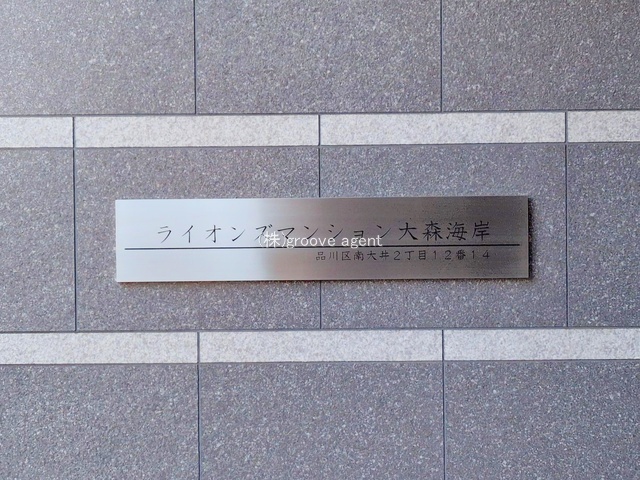 ライオンズマンション大森海岸
(株)groove agent
品川区南大井2丁目12番14